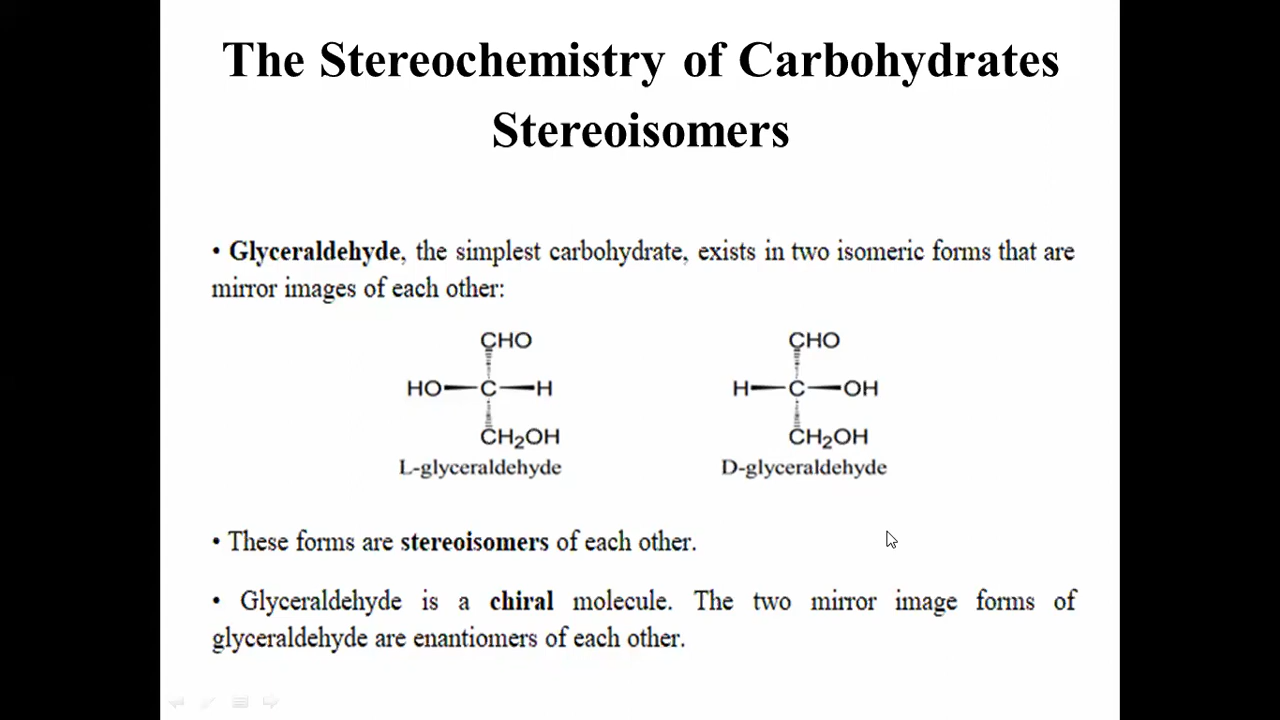 The Stereochemistry of Carbohydrates
Stereoisomers
• Glyceraldehyde, the simplest carbohydrate, exists in two isomeric forms that are
mirror images of each other:
CHO CHO
HO C H H C OH
CH₂OH CH₂OH
L-glyceraldehyde D-glyceraldehyde
• These forms are stereoisomers of each other.
• Glyceraldehyde is a chiral molecule. The two mirror image forms of
glyceraldehyde are enantiomers of each other.